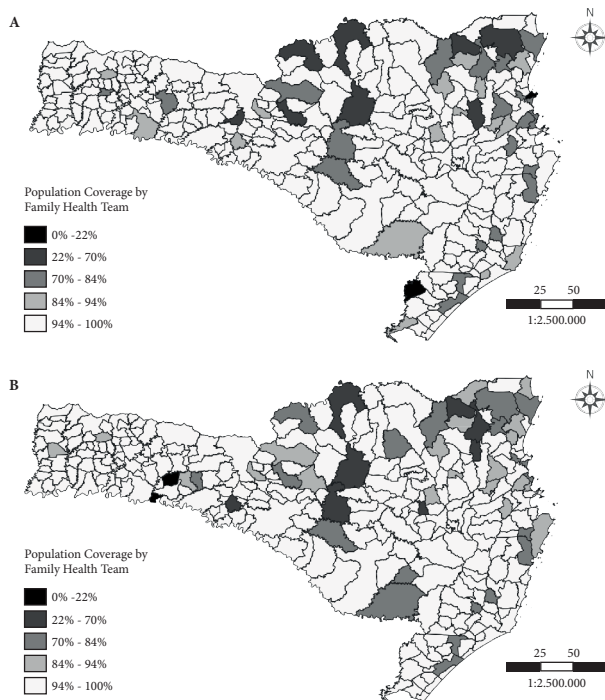 A
N
Population Coverage by
Family Health Team
0% -22%
22% - 70%
70% - 84%
84% - 94%
94% - 100%
25 50
1:2.500.000
B
N
Population Coverage by
Family Health Team
0% -22%
22% - 70%
70% - 84%
84% - 94%
94% - 100%
25 50
1:2.500.000